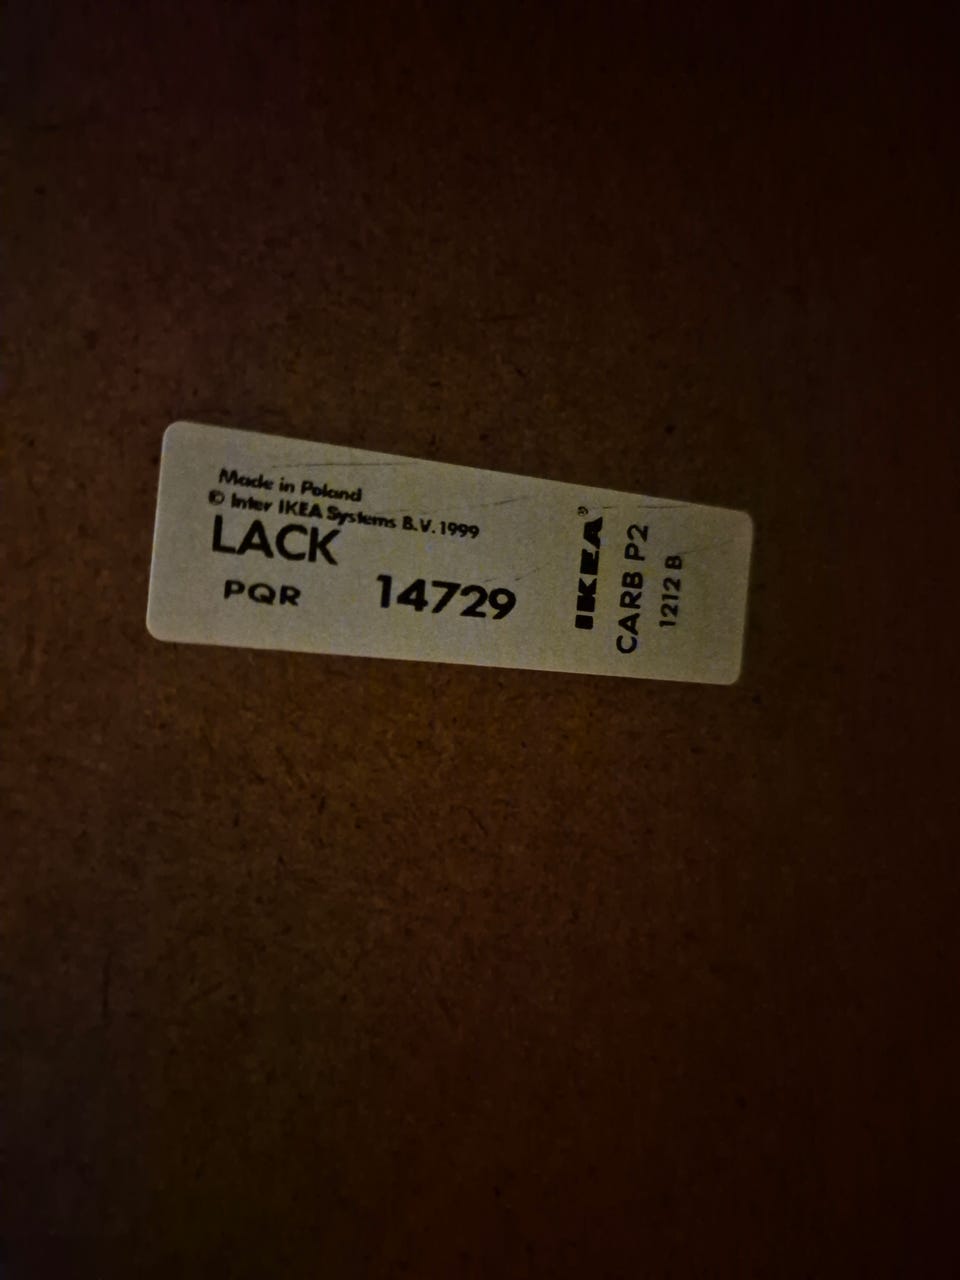 Made in Poland
© Inter IKEA Systems B.V. 1999
LACK
PQR 14729
IKEA®
CARB P2
1212 B